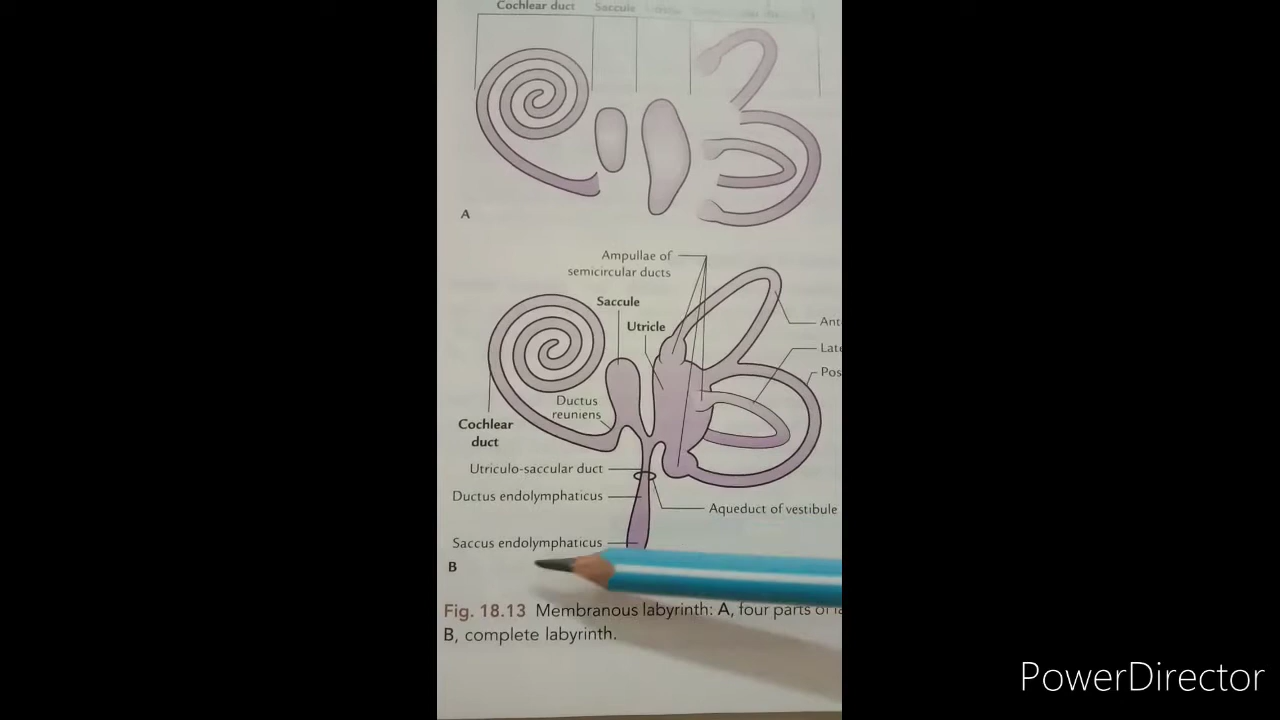 Cochlear duct
Saccule
A
Ampullae of
semicircular ducts
Saccule
Utricle
Ant
Late
Pos
Ductus
reuniens
Cochlear
duct
Utriculo-saccular duct
Ductus endolymphaticus
Aqueduct of vestibule
Saccus endolymphaticus
B
Fig. 18.13 Membranous labyrinth: A, four parts of
B, complete labyrinth.
PowerDirector